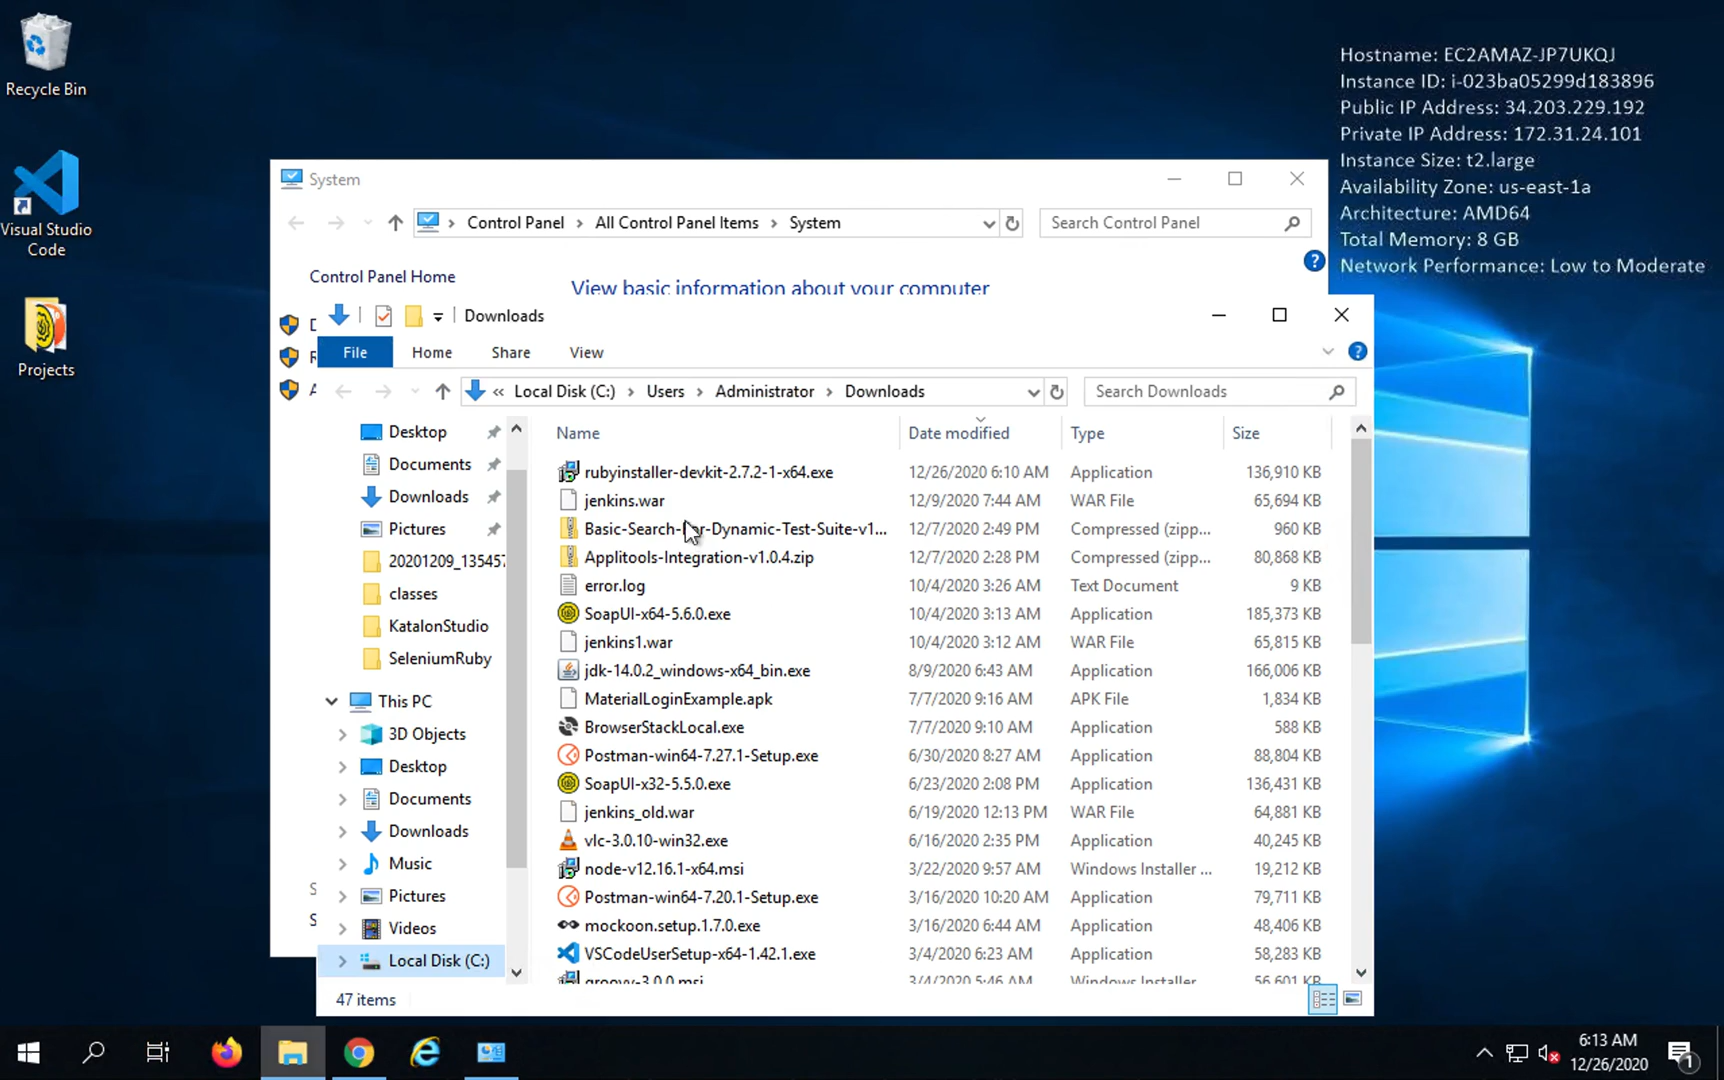 Recycle Bin
Visual Studio
Code
Projects
Hostname: EC2AMAZ-JP7UKQJ
Instance ID: i-023ba05299d183896
Public IP Address: 34.203.229.192
Private IP Address: 172.31.24.101
Instance Size: t2.large
Availability Zone: us-east-1a
Architecture: AMD64
Total Memory: 8 GB
Network Performance: Low to Moderate
System
Control Panel > All Control Panel Items > System
Search Control Panel
Control Panel Home
View basic information about your computer
Downloads
File Home Share View
« Local Disk (C:) > Users > Administrator > Downloads
Search Downloads
Desktop
Documents
Downloads
Pictures
20201209_13545
classes
KatalonStudio
SeleniumRuby
This PC
3D Objects
Desktop
Documents
Downloads
Music
Pictures
Videos
Local Disk (C:)
Name Date modified Type Size
rubyinstaller-devkit-2.7.2-1-x64.exe 12/26/2020 6:10 AM Application 136,910 KB
jenkins.war 12/9/2020 7:44 AM WAR File 65,694 KB
Basic-Search-for-Dynamic-Test-Suite-v1... 12/7/2020 2:49 PM Compressed (zipp... 960 KB
Applitools-Integration-v1.0.4.zip 12/7/2020 2:28 PM Compressed (zipp... 80,868 KB
error.log 10/4/2020 3:26 AM Text Document 9 KB
SoapUI-x64-5.6.0.exe 10/4/2020 3:13 AM Application 185,373 KB
jenkins1.war 10/4/2020 3:12 AM WAR File 65,815 KB
jdk-14.0.2_windows-x64_bin.exe 8/9/2020 6:43 AM Application 166,006 KB
MaterialLoginExample.apk 7/7/2020 9:16 AM APK File 1,834 KB
BrowserStackLocal.exe 7/7/2020 9:10 AM Application 588 KB
Postman-win64-7.27.1-Setup.exe 6/30/2020 8:27 AM Application 88,804 KB
SoapUI-x32-5.5.0.exe 6/23/2020 2:08 PM Application 136,431 KB
jenkins_old.war 6/19/2020 12:13 PM WAR File 64,881 KB
vlc-3.0.10-win32.exe 6/16/2020 2:35 PM Application 40,245 KB
node-v12.16.1-x64.msi 3/22/2020 9:57 AM Windows Installer ... 19,212 KB
Postman-win64-7.20.1-Setup.exe 3/16/2020 10:20 AM Application 79,711 KB
mockoon.setup.1.7.0.exe 3/16/2020 6:44 AM Application 48,406 KB
VSCodeUserSetup-x64-1.42.1.exe 3/4/2020 6:23 AM Application 58,283 KB
groovy-3.0.0.msi 3/4/2020 5:46 AM Windows Installer ... 56,601 KB
47 items
6:13 AM
12/26/2020
1